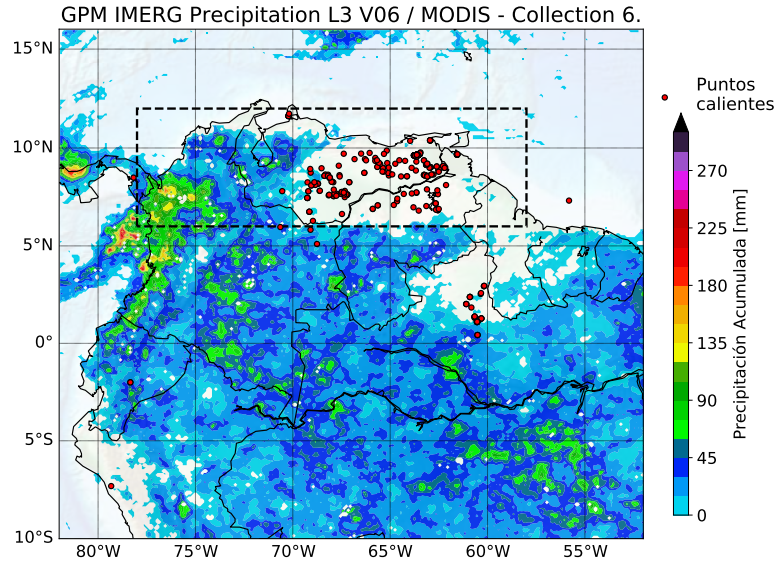 GPM IMERG Precipitation L3 V06 / MODIS - Collection 6.
15°N
10°N
5°N
0°
5°S
10°S
80°W
75°W
70°W
65°W
60°W
55°W
Puntos
calientes
270
225
180
135
90
45
0
Precipitación Acumulada [mm]